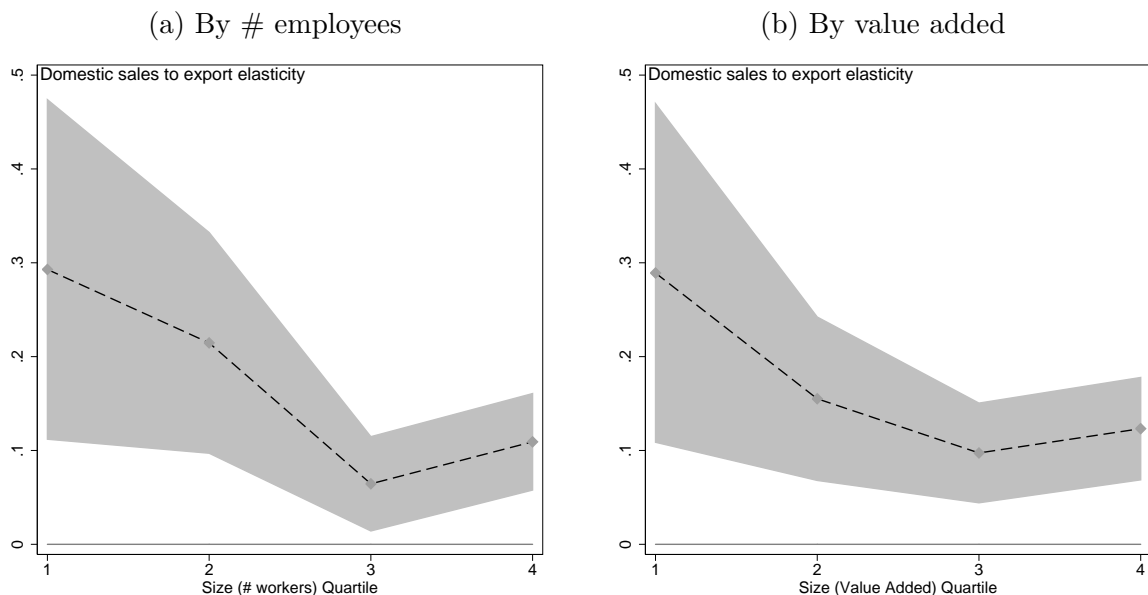 (a) By # employees
Domestic sales to export elasticity
.5
.4
.3
.2
.1
0
1 2 3 4
Size (# workers) Quartile
(b) By value added
Domestic sales to export elasticity
.5
.4
.3
.2
.1
0
1 2 3 4
Size (Value Added) Quartile